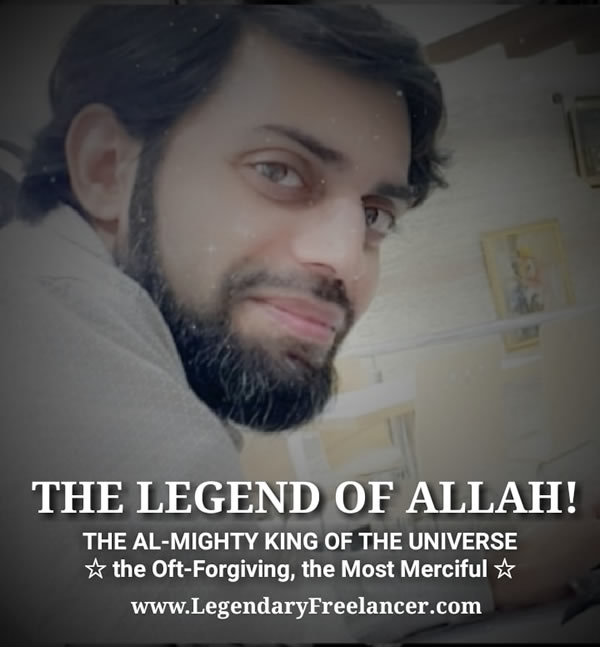 THE LEGEND OF ALLAH!
THE AL-MIGHTY KING OF THE UNIVERSE
☆ the Oft-Forgiving, the Most Merciful ☆
www.LegendaryFreelancer.com